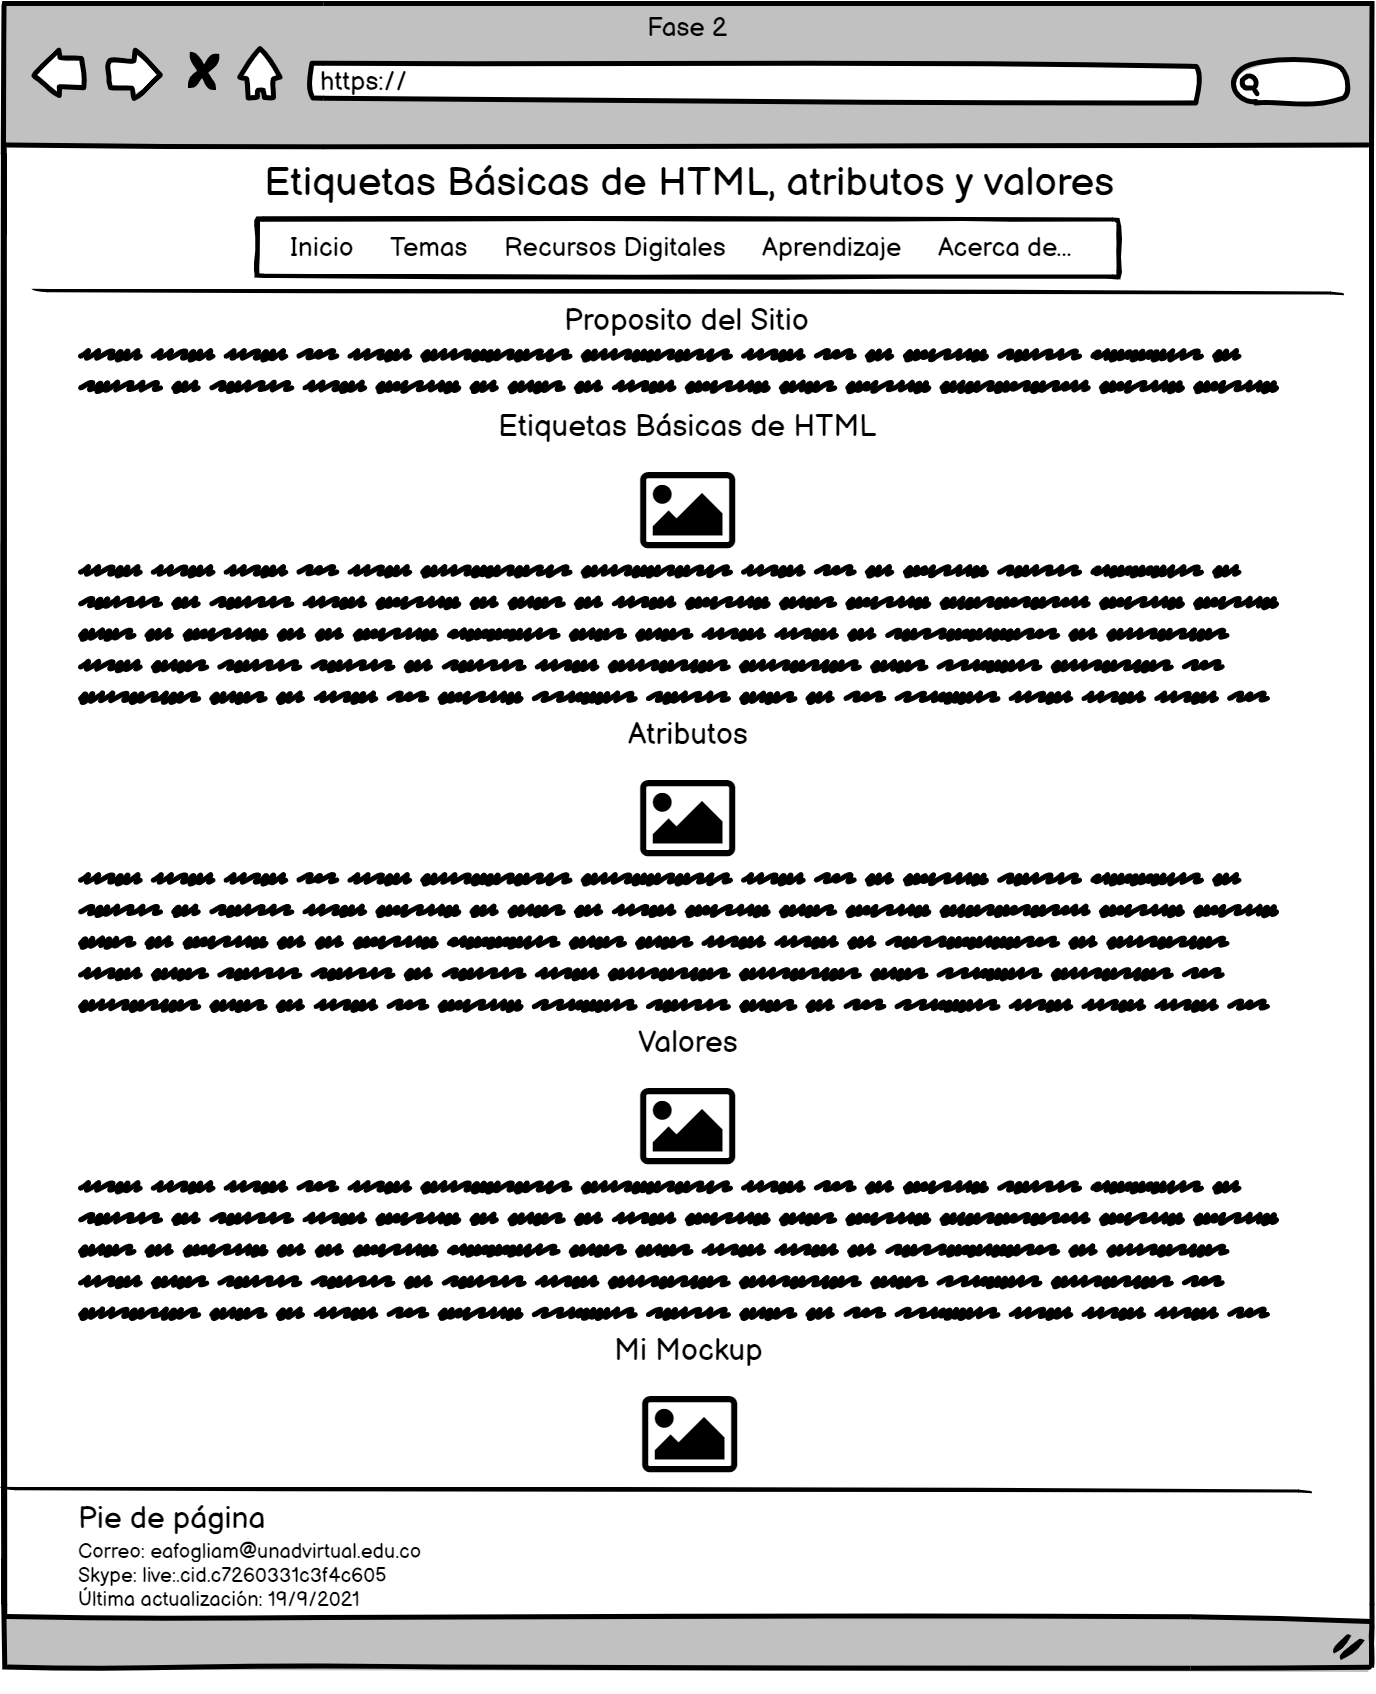 Fase 2
https://
Etiquetas Básicas de HTML, atributos y valores
Inicio Temas Recursos Digitales Aprendizaje Acerca de...
Proposito del Sitio
Etiquetas Básicas de HTML
Atributos
Valores
Mi Mockup
Pie de página
Correo: eafogliam@unadvirtual.edu.co
Skype: live:.cid.c7260331c3f4c605
Última actualización: 19/9/2021